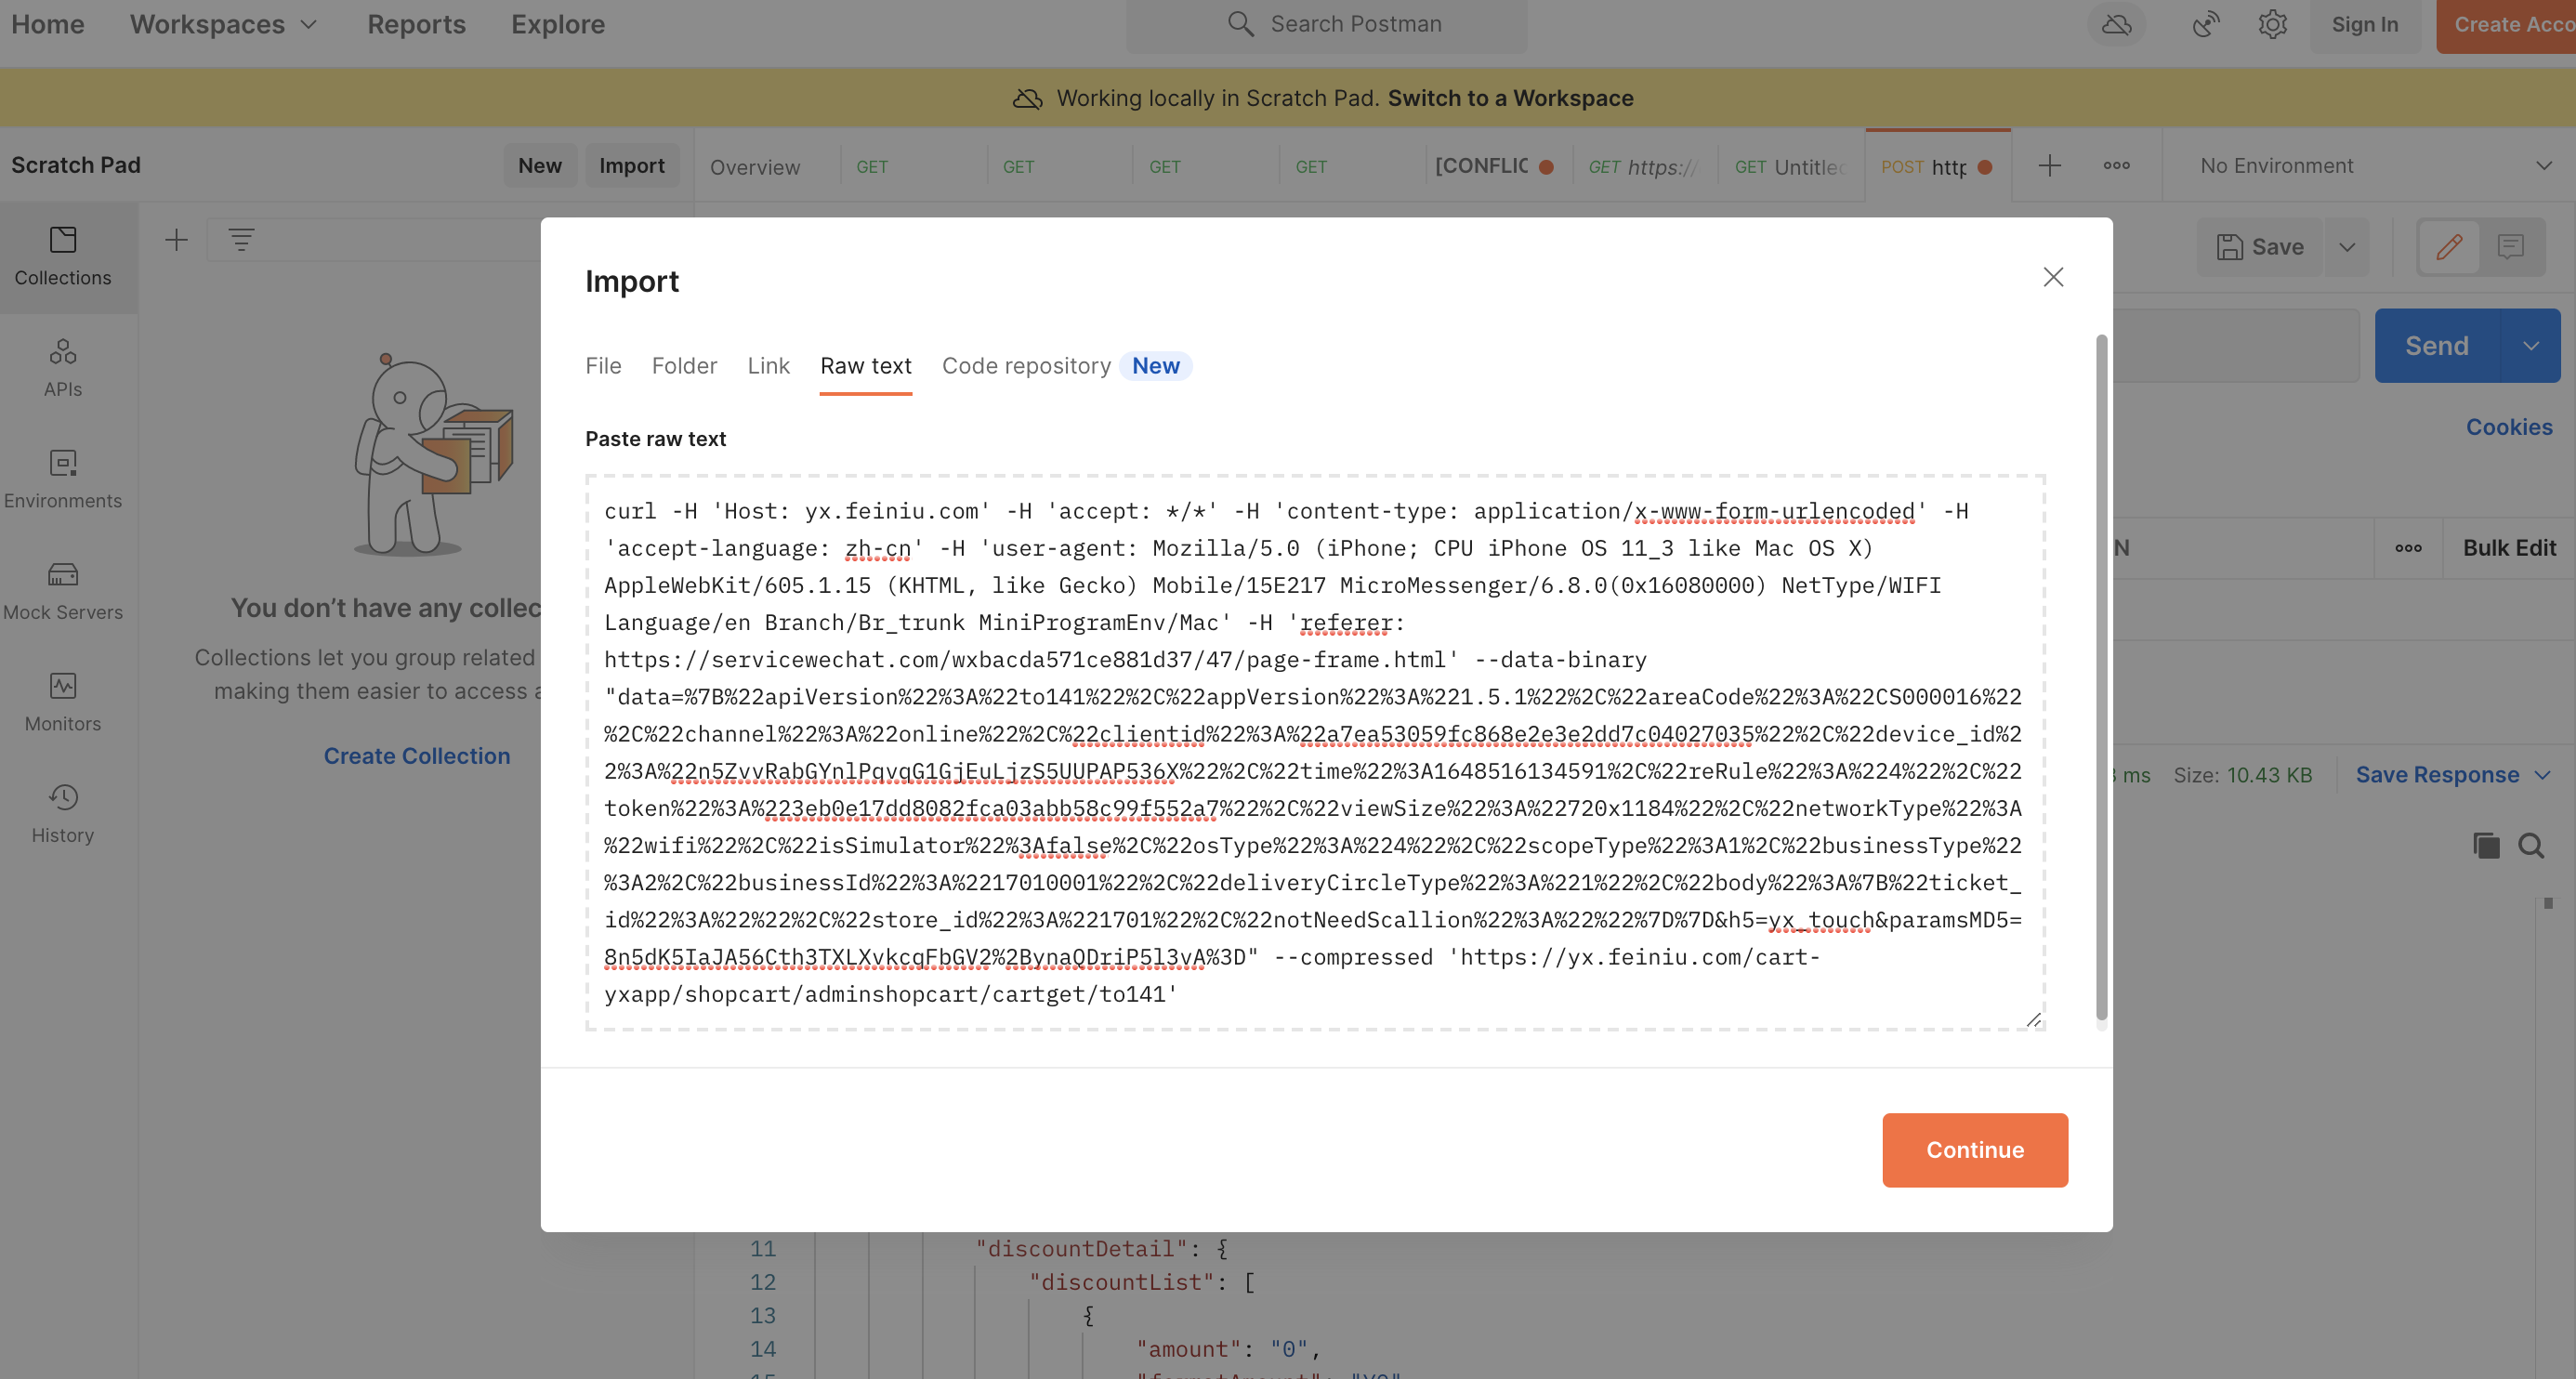 Home Workspaces Reports Explore Search Postman Sign In Create Acco
Working locally in Scratch Pad. Switch to a Workspace
Scratch Pad New Import Overview GET GET GET GET [CONFLIC GET https:// GET Untitlec POST http No Environment
Collections
APIs
Environments
Mock Servers
Monitors
History
You don't have any collec
Collections let you group related
making them easier to access a
Create Collection
Save
Send
Cookies
N Bulk Edit
ms Size: 10.43 KB Save Response
Import
File Folder Link Raw text Code repository New
Paste raw text
curl -H 'Host: yx.feiniu.com' -H 'accept: */*' -H 'content-type: application/x-www-form-urlencoded' -H
'accept-language: zh-cn' -H 'user-agent: Mozilla/5.0 (iPhone; CPU iPhone OS 11_3 like Mac OS X)
AppleWebKit/605.1.15 (KHTML, like Gecko) Mobile/15E217 MicroMessenger/6.8.0(0x16080000) NetType/WIFI
Language/en Branch/Br_trunk MiniProgramEnv/Mac' -H 'referer:
https://servicewechat.com/wxbacda571ce881d37/47/page-frame.html' --data-binary
"data=%7B%22apiVersion%22%3A%22to141%22%2C%22appVersion%22%3A%221.5.1%22%2C%22areaCode%22%3A%22CS000016%22
%2C%22channel%22%3A%22online%22%2C%22clientid%22%3A%22a7ea53059fc868e2e3e2dd7c04027035%22%2C%22device_id%2
2%3A%22n5ZvvRabGYnlPqvqG1GjEuLjzS5UUPAP536X%22%2C%22time%22%3A1648516134591%2C%22reRule%22%3A%224%22%2C%22
token%22%3A%223eb0e17dd8082fca03abb58c99f552a7%22%2C%22viewSize%22%3A%22720x1184%22%2C%22networkType%22%3A
%22wifi%22%2C%22isSimulator%22%3Afalse%2C%22osType%22%3A%224%22%2C%22scopeType%22%3A1%2C%22businessType%22
%3A2%2C%22businessId%22%3A%2217010001%22%2C%22deliveryCircleType%22%3A%221%22%2C%22body%22%3A%7B%22ticket_
id%22%3A%22%22%2C%22store_id%22%3A%221701%22%2C%22notNeedScallion%22%3A%22%22%7D%7D&h5=yx_touch&paramsMD5=
8n5dK5IaJA56Cth3TXLXvkcqFbGV2%2BynaQDriP5l3vA%3D" --compressed 'https://yx.feiniu.com/cart-
yxapp/shopcart/adminshopcart/cartget/to141'
Continue
11 "discountDetail": {
12 "discountList": [
13 {
14 "amount": "0",